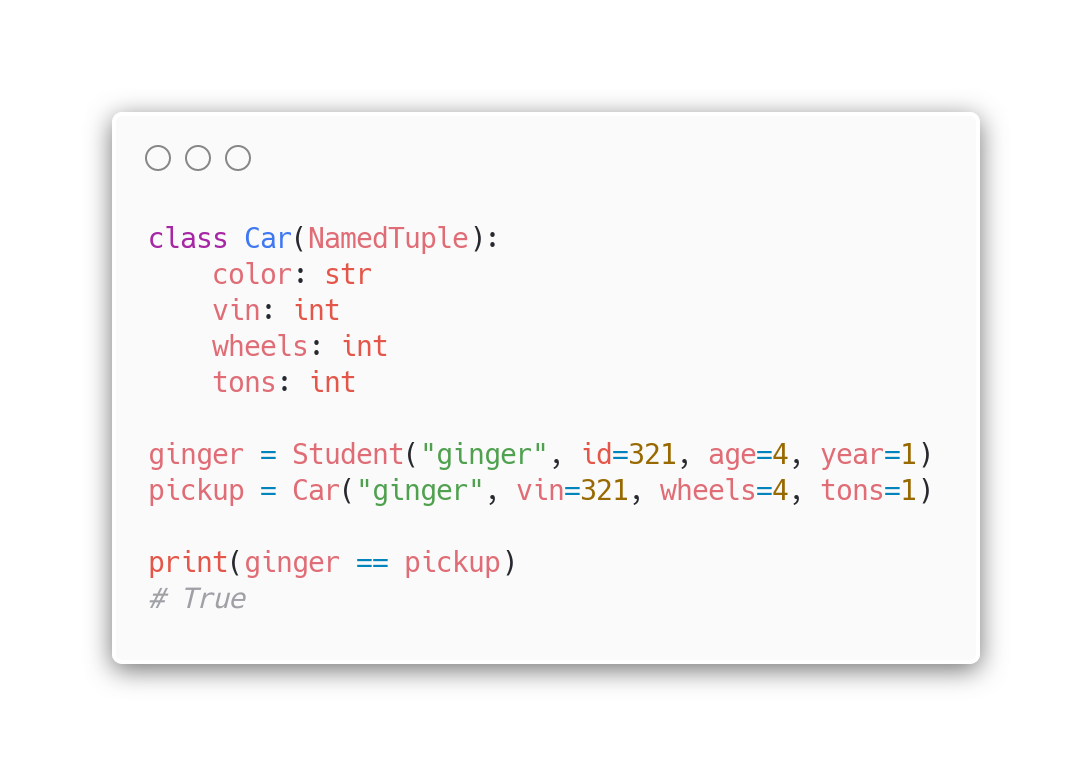 class Car(NamedTuple):
    color: str
    vin: int
    wheels: int
    tons: int

ginger = Student("ginger", id=321, age=4, year=1)
pickup = Car("ginger", vin=321, wheels=4, tons=1)

print(ginger == pickup)
# True